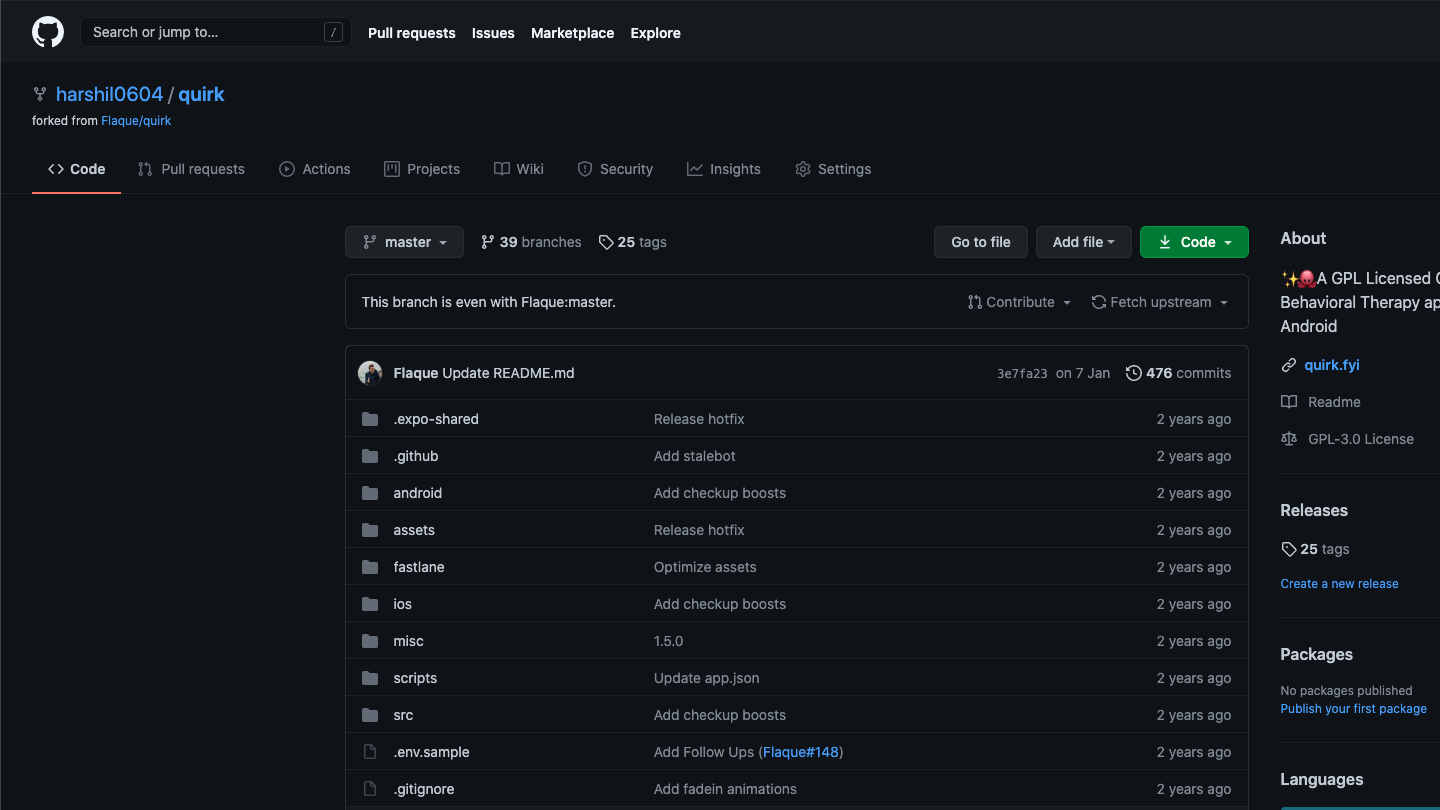 Search or jump to... /
Pull requests Issues Marketplace Explore
harshil0604 / quirk
forked from Flaque/quirk
Code Pull requests Actions Projects Wiki Security Insights Settings
master 39 branches 25 tags Go to file Add file Code
This branch is even with Flaque:master. Contribute Fetch upstream
Flaque Update README.md 3e7fa23 on 7 Jan 476 commits
.expo-shared Release hotfix 2 years ago
.github Add stalebot 2 years ago
android Add checkup boosts 2 years ago
assets Release hotfix 2 years ago
fastlane Optimize assets 2 years ago
ios Add checkup boosts 2 years ago
misc 1.5.0 2 years ago
scripts Update app.json 2 years ago
src Add checkup boosts 2 years ago
.env.sample Add Follow Ups (Flaque#148) 2 years ago
.gitignore Add fadein animations 2 years ago
About
✨🐙A GPL Licensed
Behavioral Therapy ap
Android
quirk.fyi
Readme
GPL-3.0 License
Releases
25 tags
Create a new release
Packages
No packages published
Publish your first package
Languages